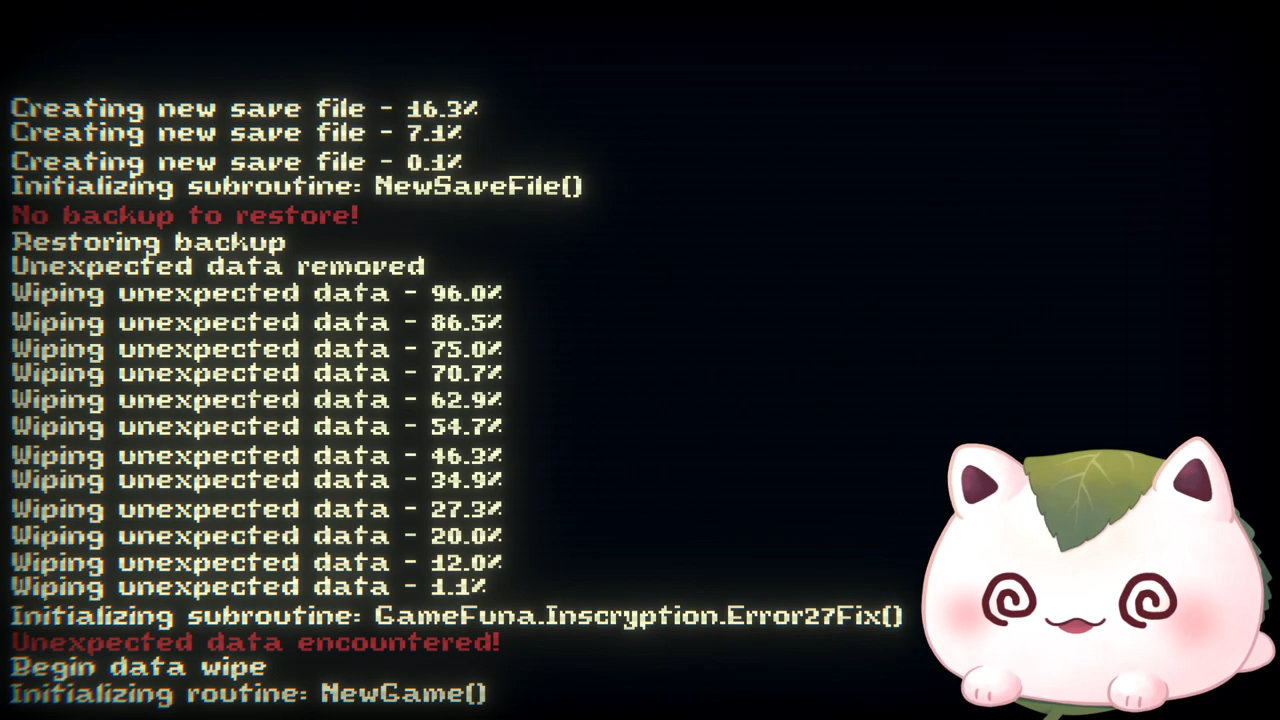 Creating new save file - 16.3%
Creating new save file - 7.1%
Creating new save file - 0.1%
Initializing subroutine: NewSaveFile()
No backup to restore!
Restoring backup
Unexpected data removed
Wiping unexpected data - 96.0%
Wiping unexpected data - 86.5%
Wiping unexpected data - 75.0%
Wiping unexpected data - 70.7%
Wiping unexpected data - 62.9%
Wiping unexpected data - 54.7%
Wiping unexpected data - 46.3%
Wiping unexpected data - 34.9%
Wiping unexpected data - 27.3%
Wiping unexpected data - 20.0%
Wiping unexpected data - 12.0%
Wiping unexpected data - 1.1%
Initializing subroutine: GameFuna.Inscryption.Error27Fix()
Unexpected data encountered!
Begin data wipe
Initializing routine: NewGame()